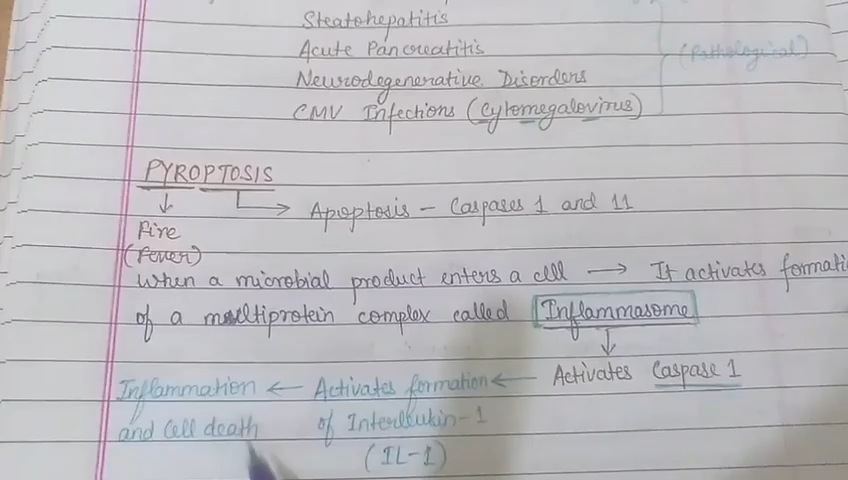 Steatohepatitis
Acute Pancreatitis
(Pathological)
Neurodegenerative Disorders
CMV Infections (Cytomegalovirus)
PYROPTOSIS
Apoptosis - Caspases 1 and 11
Fire
(Fever)
When a microbial product enters a cell → It activates formati
of a multiprotein complex called Inflammasome
Activates Caspase 1
Inflammation ← Activates formation ←
and cell death of Interleukin-1
(IL-1)